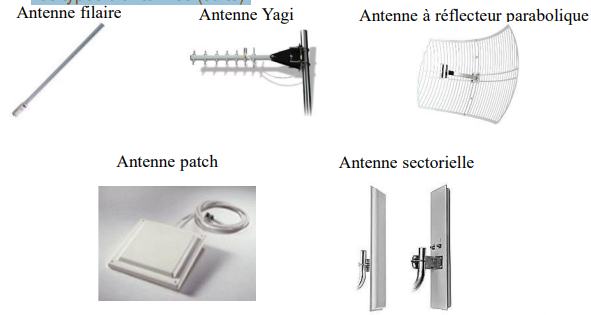 Antenne filaire
Antenne Yagi
Antenne à réflecteur parabolique
Antenne patch
Antenne sectorielle